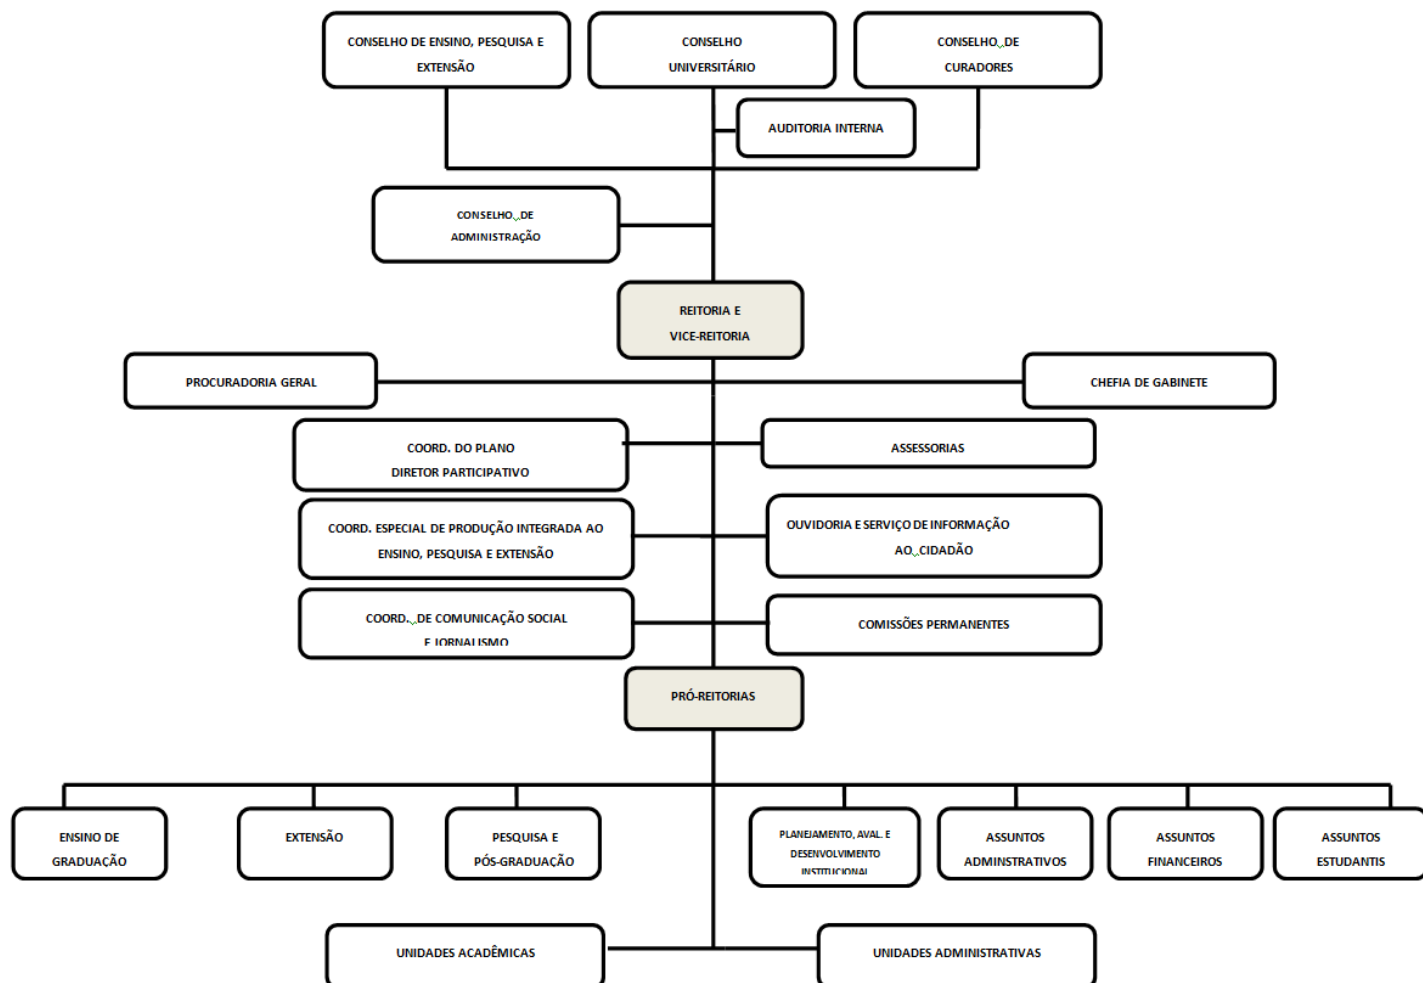 CONSELHO DE ENSINO, PESQUISA E
EXTENSÃO
CONSELHO
UNIVERSITÁRIO
CONSELHO DE
CURADORES
AUDITORIA INTERNA
CONSELHO DE
ADMINISTRAÇÃO
REITORIA E
VICE-REITORIA
PROCURADORIA GERAL
CHEFIA DE GABINETE
COORD. DO PLANO
DIRETOR PARTICIPATIVO
ASSESSORIAS
COORD. ESPECIAL DE PRODUÇÃO INTEGRADA AO
ENSINO, PESQUISA E EXTENSÃO
OUVIDORIA E SERVIÇO DE INFORMAÇÃO
AO CIDADÃO
COORD. DE COMUNICAÇÃO SOCIAL
E JORNALISMO
COMISSÕES PERMANENTES
PRÓ-REITORIAS
ENSINO DE
GRADUAÇÃO
EXTENSÃO
PESQUISA E
PÓS-GRADUAÇÃO
PLANEJAMENTO, AVAL. E
DESENVOLVIMENTO
INSTITUCIONAL
ASSUNTOS
ADMINSTRATIVOS
ASSUNTOS
FINANCEIROS
ASSUNTOS
ESTUDANTIS
UNIDADES ACADÊMICAS
UNIDADES ADMINISTRATIVAS